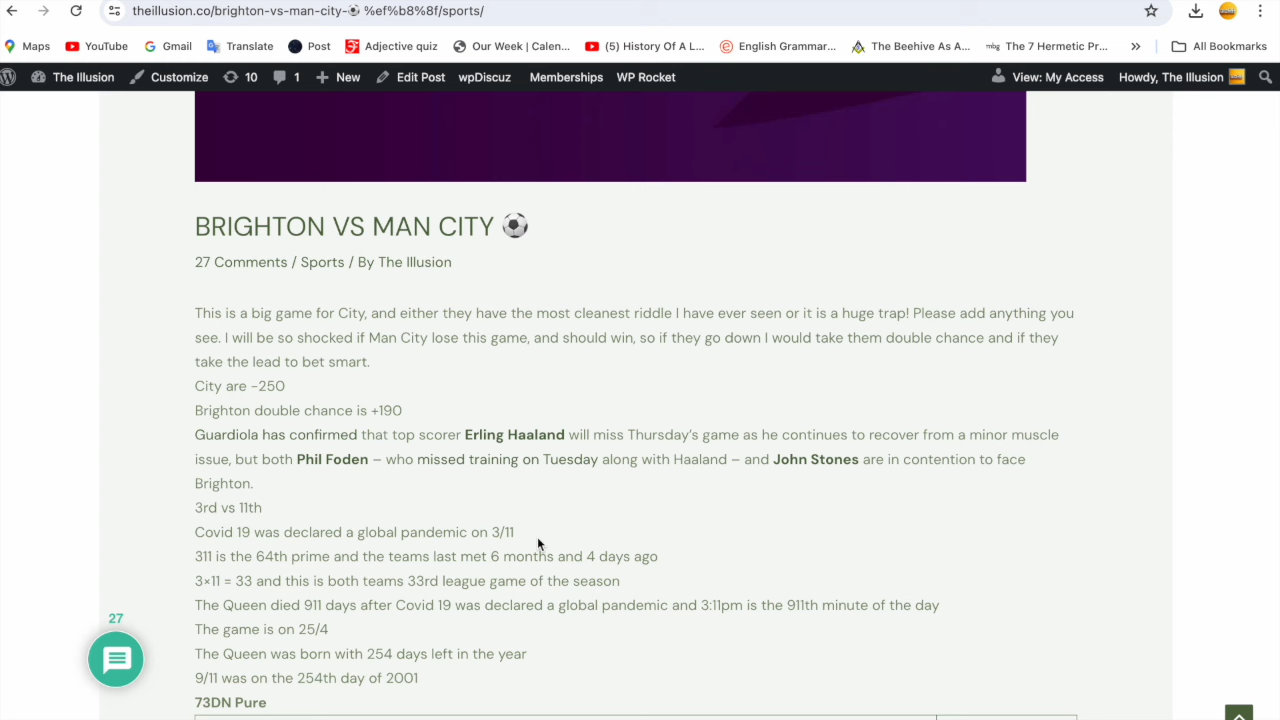 theillusion.co/brighton-vs-man-city-⚽ %ef%b8%8f/sports/
Maps YouTube Gmail Translate Post Adjective quiz Our Week | Calen... (5) History Of A L... English Grammar... The Beehive As A... The 7 Hermetic Pr... » All Bookmarks
The Illusion Customize 10 1 + New Edit Post wpDiscuz Memberships WP Rocket View: My Access Howdy, The Illusion
BRIGHTON VS MAN CITY ⚽
27 Comments / Sports / By The Illusion
This is a big game for City, and either they have the most cleanest riddle I have ever seen or it is a huge trap! Please add anything you
see. I will be so shocked if Man City lose this game, and should win, so if they go down I would take them double chance and if they
take the lead to bet smart.
City are -250
Brighton double chance is +190
Guardiola has confirmed that top scorer Erling Haaland will miss Thursday's game as he continues to recover from a minor muscle
issue, but both Phil Foden – who missed training on Tuesday along with Haaland – and John Stones are in contention to face
Brighton.
3rd vs 11th
Covid 19 was declared a global pandemic on 3/11
311 is the 64th prime and the teams last met 6 months and 4 days ago
3×11 = 33 and this is both teams 33rd league game of the season
The Queen died 911 days after Covid 19 was declared a global pandemic and 3:11pm is the 911th minute of the day
27
The game is on 25/4
The Queen was born with 254 days left in the year
9/11 was on the 254th day of 2001
73DN Pure